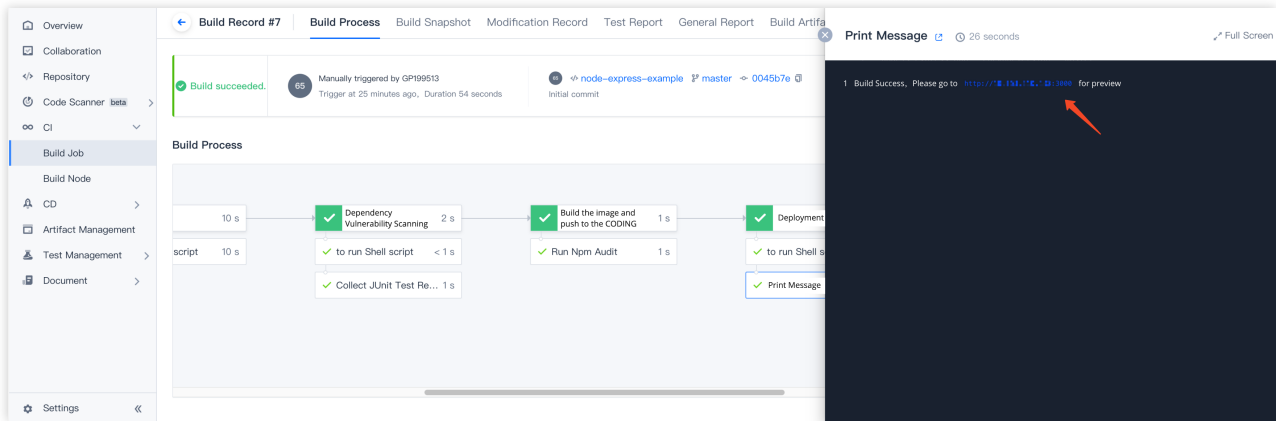 Overview
Collaboration
Repository
Code Scanner beta
CI
Build Job
Build Node
CD
Artifact Management
Test Management
Document
Settings
Build Record #7
Build Process
Build Snapshot
Modification Record
Test Report
General Report
Build Artifa
Build succeeded.
65
Manually triggered by GP199513
Trigger at 25 minutes ago, Duration 54 seconds
65 node-express-example master 0045b7e
Initial commit
Build Process
10 s
script 10 s
Dependency
Vulnerability Scanning 2 s
to run Shell script < 1 s
Collect JUnit Test Re... 1 s
Build the image and
push to the CODING 1 s
Run Npm Audit 1 s
Deployment
to run Shell s
Print Message
Print Message 26 seconds
Full Screen
1 Build Success, Please go to http:// :3000 for preview